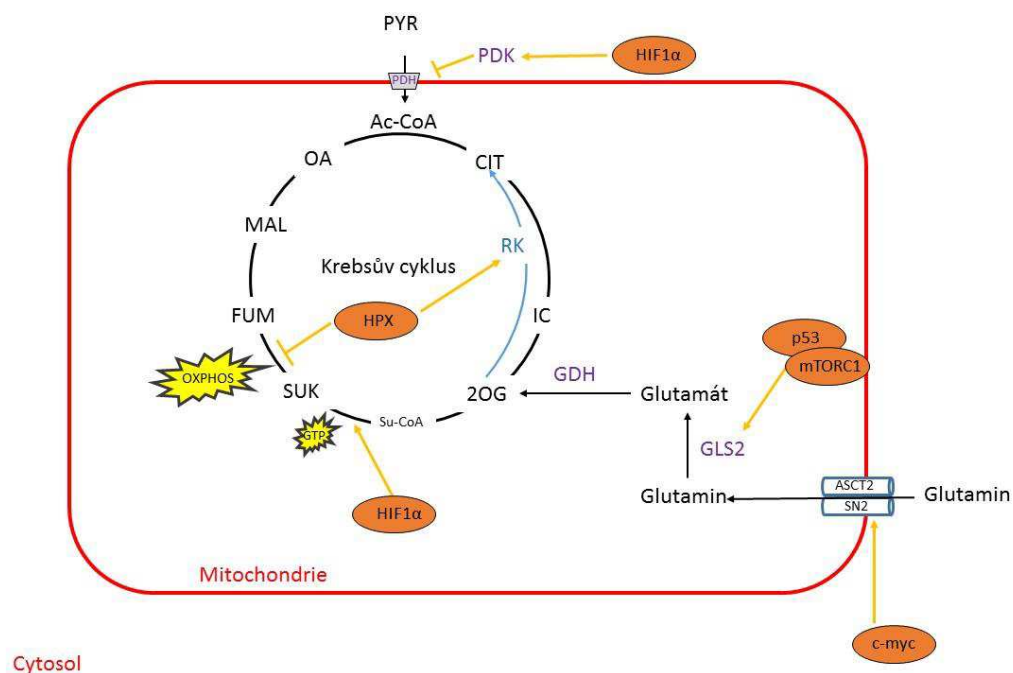 PYR
PDK
HIF1α
PDH
Ac-CoA
OA
CIT
MAL
RK
Krebsův cyklus
FUM
HPX
IC
p53
mTORC1
OXPHOS
SUK
2OG
GDH
Glutamát
Su-CoA
GTP
GLS2
ASCT2
SN2
Glutamin
Glutamin
HIF1α
Mitochondrie
c-myc
Cytosol